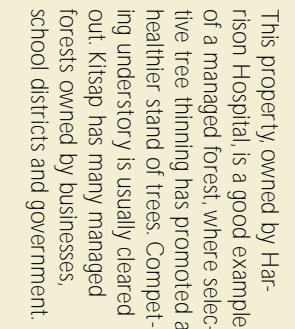 This property, owned by Har-
rison Hospital, is a good example
of a managed forest, where selec-
tive tree thinning has promoted a
healthier stand of trees. Compet-
ing understory is usually cleared
out. Kitsap has many managed
forests owned by businesses,
school districts and government.